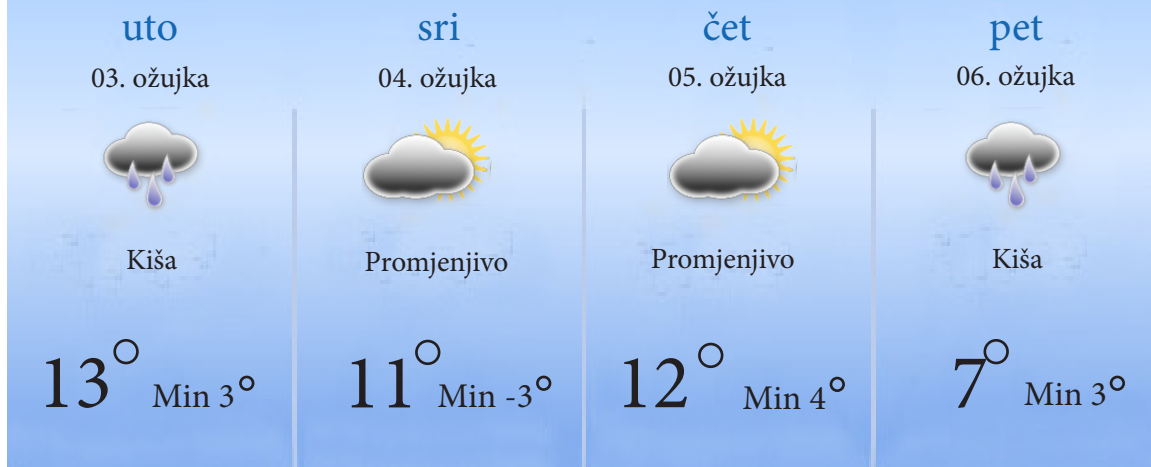 uto
03. ožujka
Kiša
13° Min 3°
sri
04. ožujka
Promjenjivo
11° Min -3°
čet
05. ožujka
Promjenjivo
12° Min 4°
pet
06. ožujka
Kiša
7° Min 3°